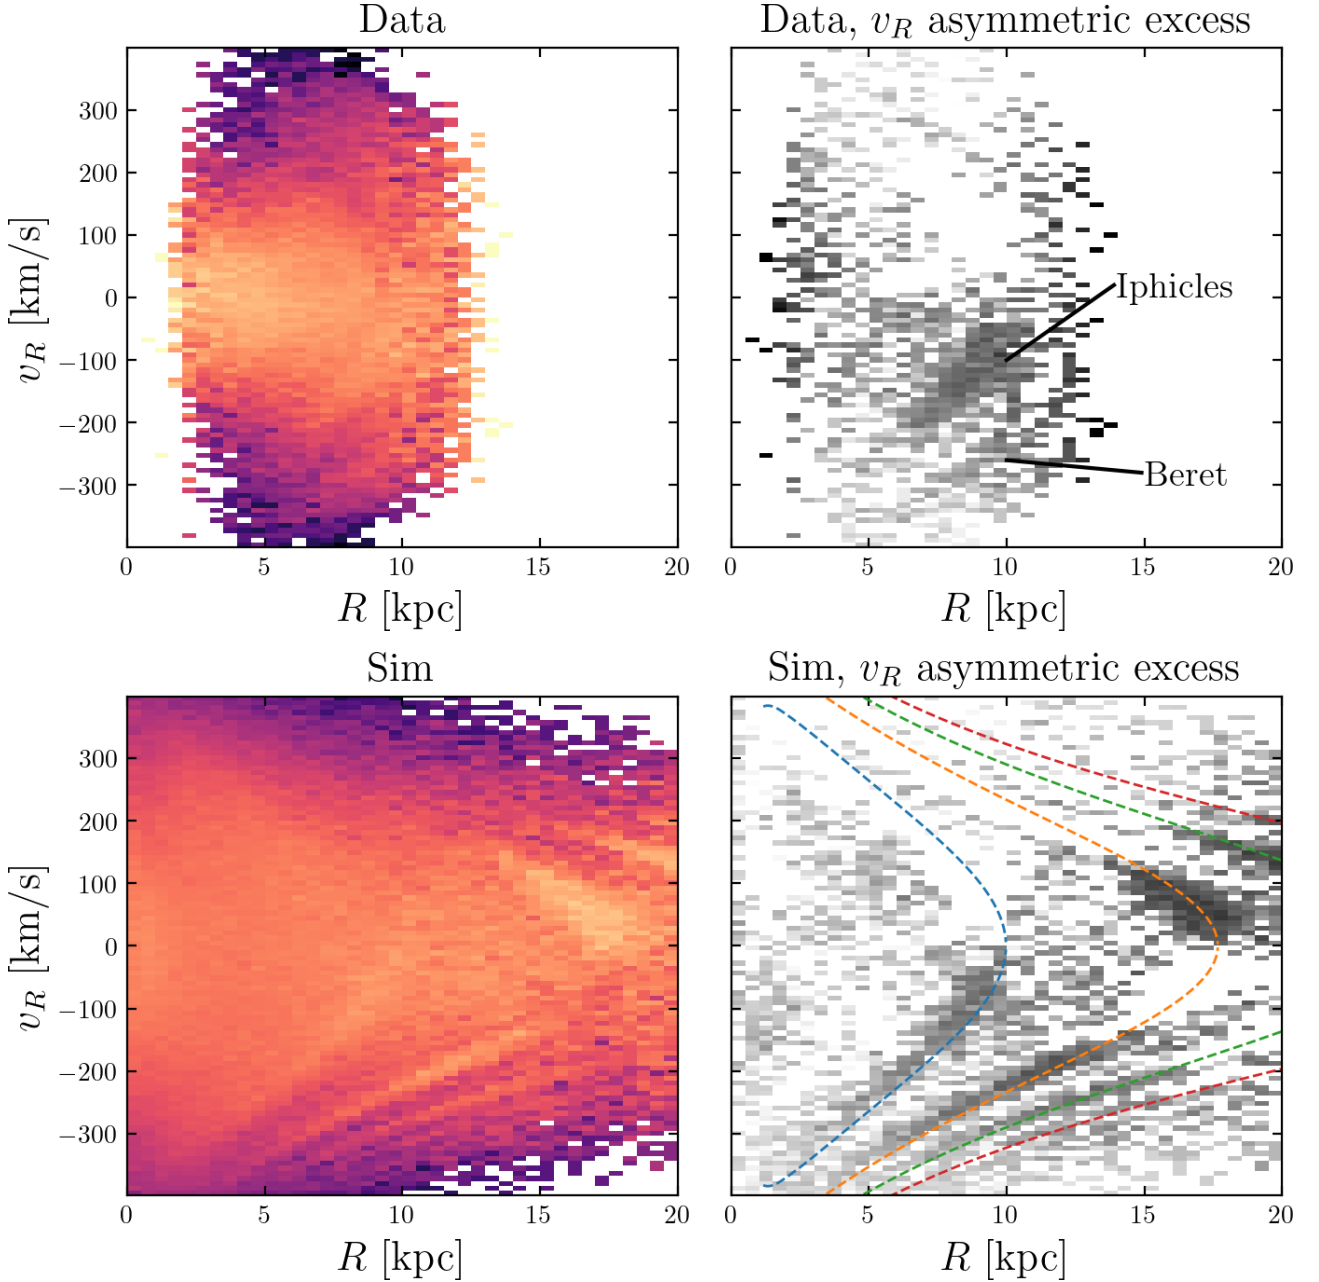 Data
Data, v_R asymmetric excess
v_R [km/s]
300
200
100
0
−100
−200
−300
Iphicles
Beret
0 5 10 15 20
0 5 10 15 20
R [kpc]
R [kpc]
Sim
Sim, v_R asymmetric excess
v_R [km/s]
300
200
100
0
−100
−200
−300
0 5 10 15 20
0 5 10 15 20
R [kpc]
R [kpc]